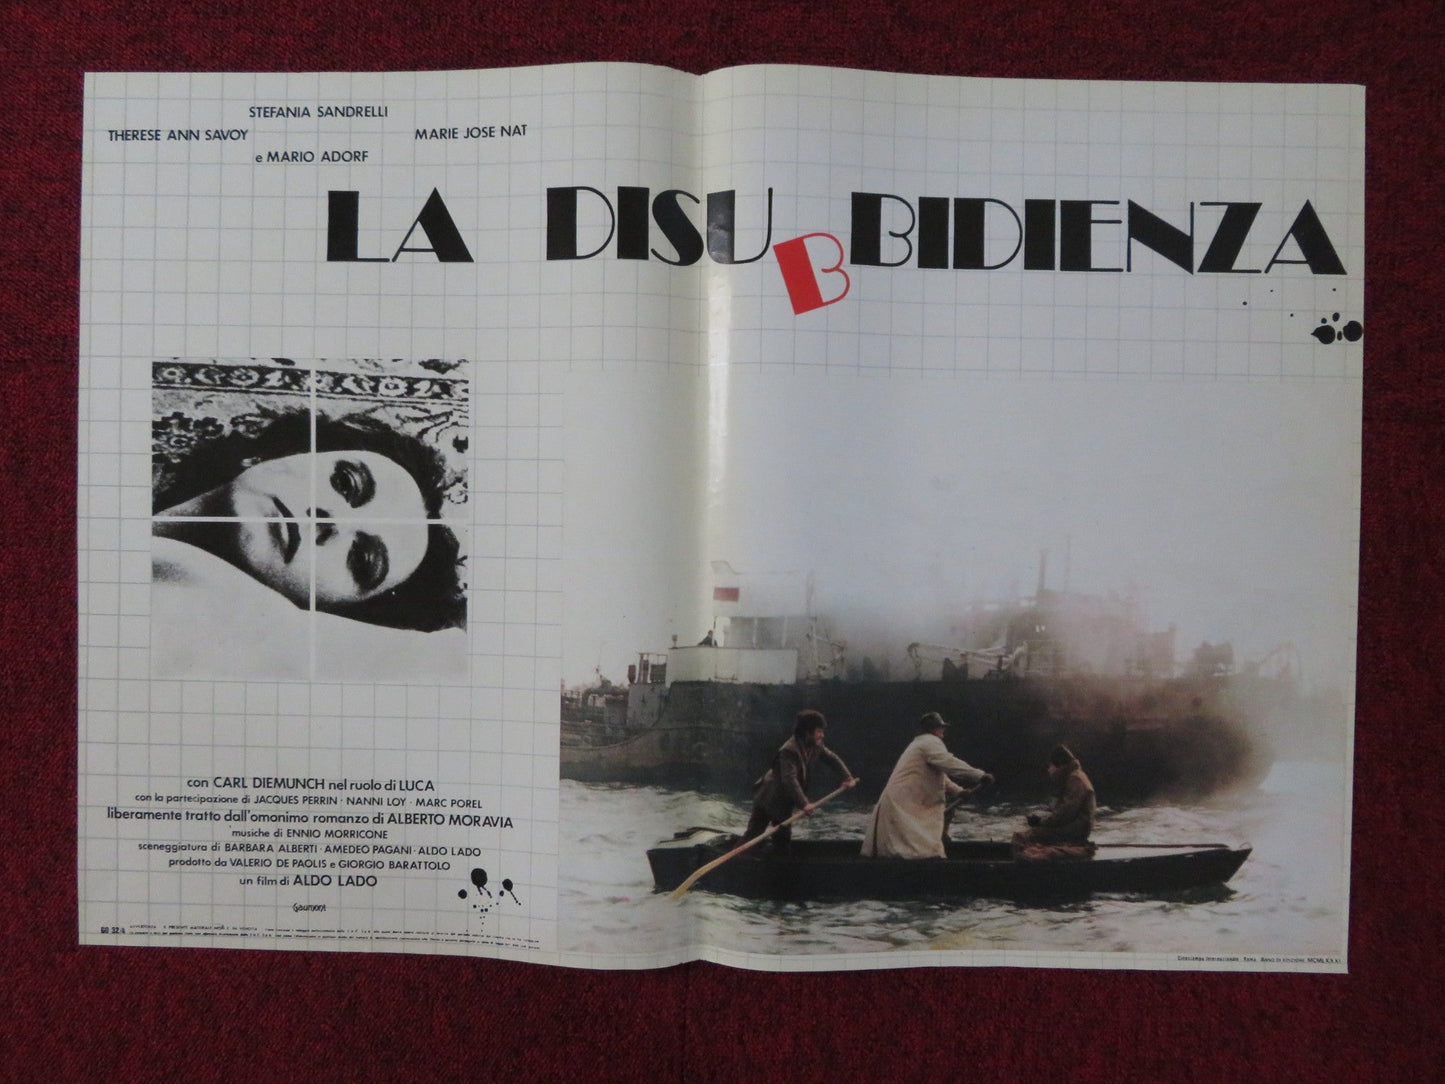 STEFANIA SANDRELLI
THERESE ANN SAVOY MARIE JOSE NAT
e MARIO ADORF
LA DISUBBIDIENZA
con CARL DIEMUNCH nel ruolo di LUCA
con la partecipazione di JACQUES PERRIN · NANNI LOY · MARC POREL
liberamente tratto dall'omonimo romanzo di ALBERTO MORAVIA
musiche di ENNIO MORRICONE
sceneggiatura di BARBARA ALBERTI · AMEDEO PAGANI · ALDO LADO
prodotto da VALERIO DE PAOLIS e GIORGIO BARATTOLO
un film di ALDO LADO
Gaumont